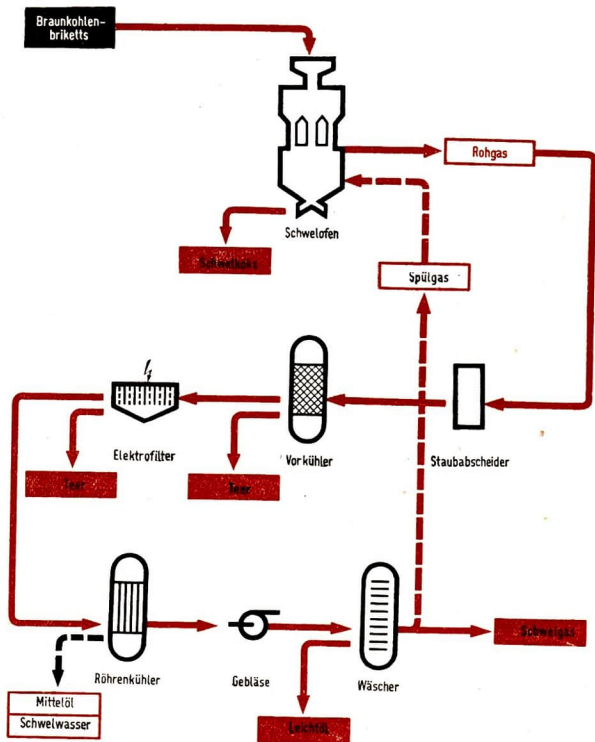 Braunkohlen-
briketts
Rohgas
Schwelofen
Schwelkoks
Spülgas
Elektrofilter
Vorkühler
Staubabscheider
Teer
Teer
Röhrenkühler
Gebläse
Wäscher
Schwelgas
Mittelöl
Schwelwasser
Leichtöl